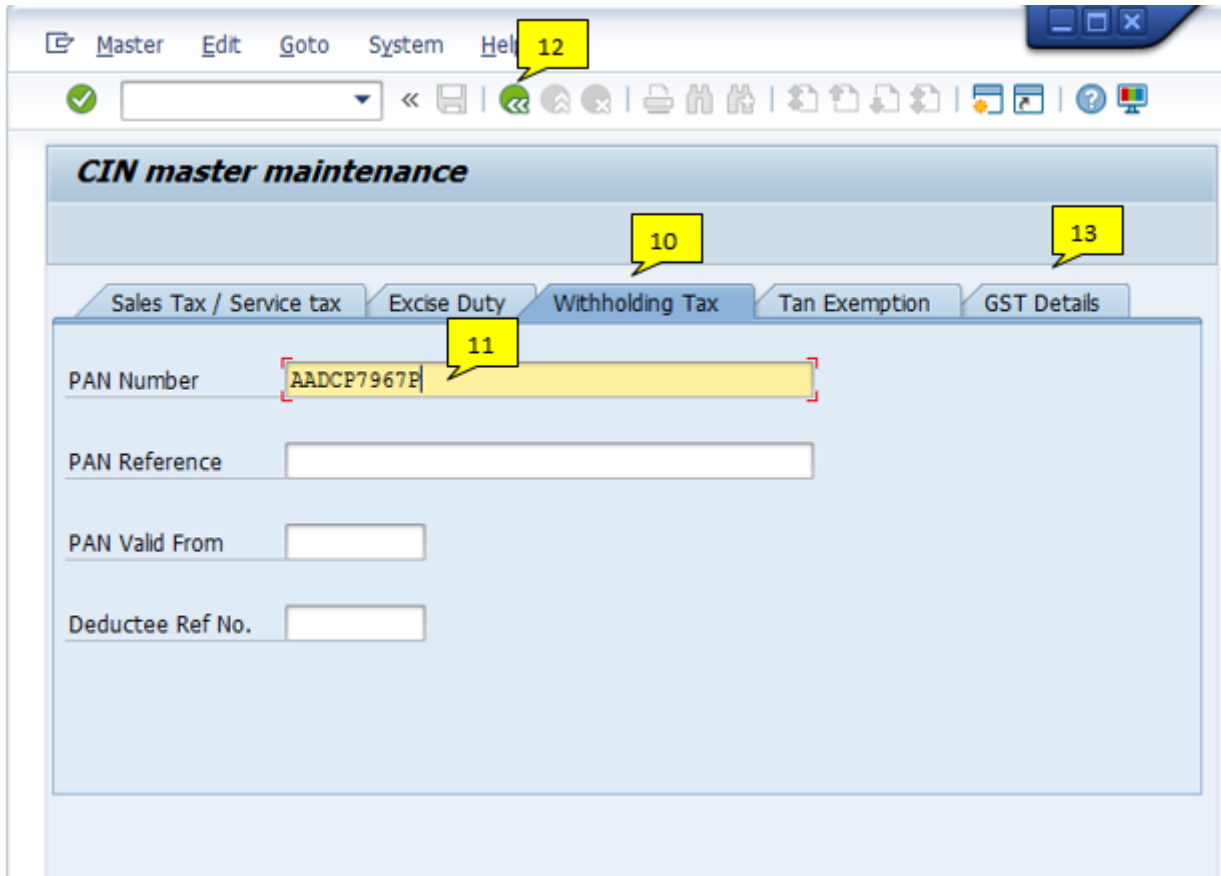 Master Edit Goto System Hel
12
CIN master maintenance
10
13
Sales Tax / Service tax Excise Duty Withholding Tax Tan Exemption GST Details
11
PAN Number AADCP7967P
PAN Reference
PAN Valid From
Deductee Ref No.